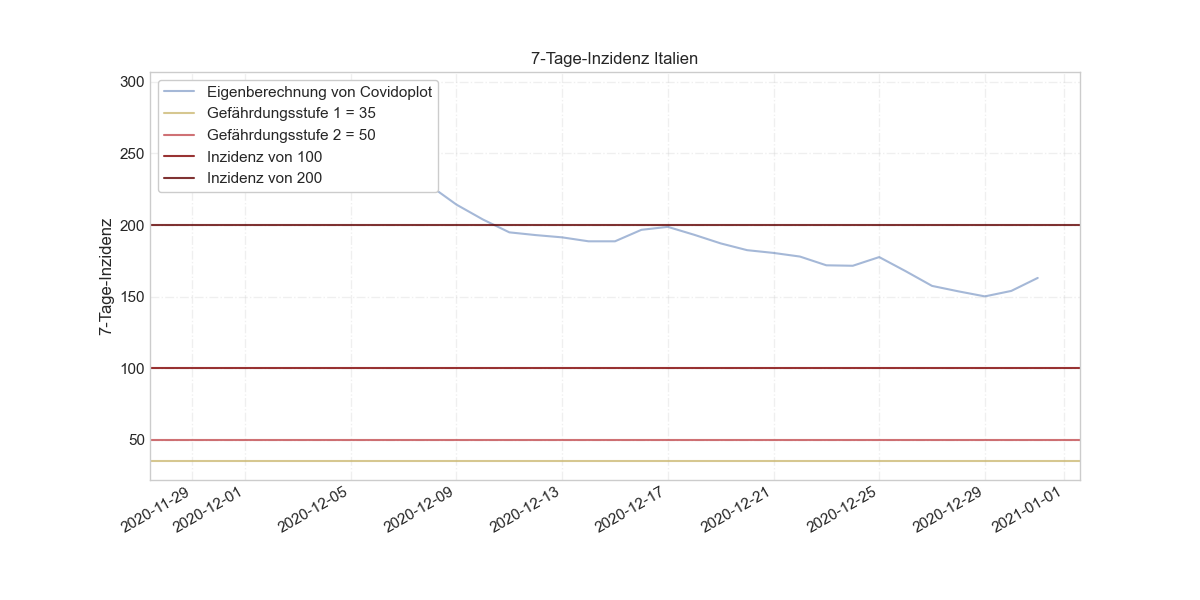 7-Tage-Inzidenz Italien
300
250
200
150
100
50
7-Tage-Inzidenz
Eigenberechnung von Covidoplot
Gefährdungsstufe 1 = 35
Gefährdungsstufe 2 = 50
Inzidenz von 100
Inzidenz von 200
2020-11-29
2020-12-01
2020-12-05
2020-12-09
2020-12-13
2020-12-17
2020-12-21
2020-12-25
2020-12-29
2021-01-01